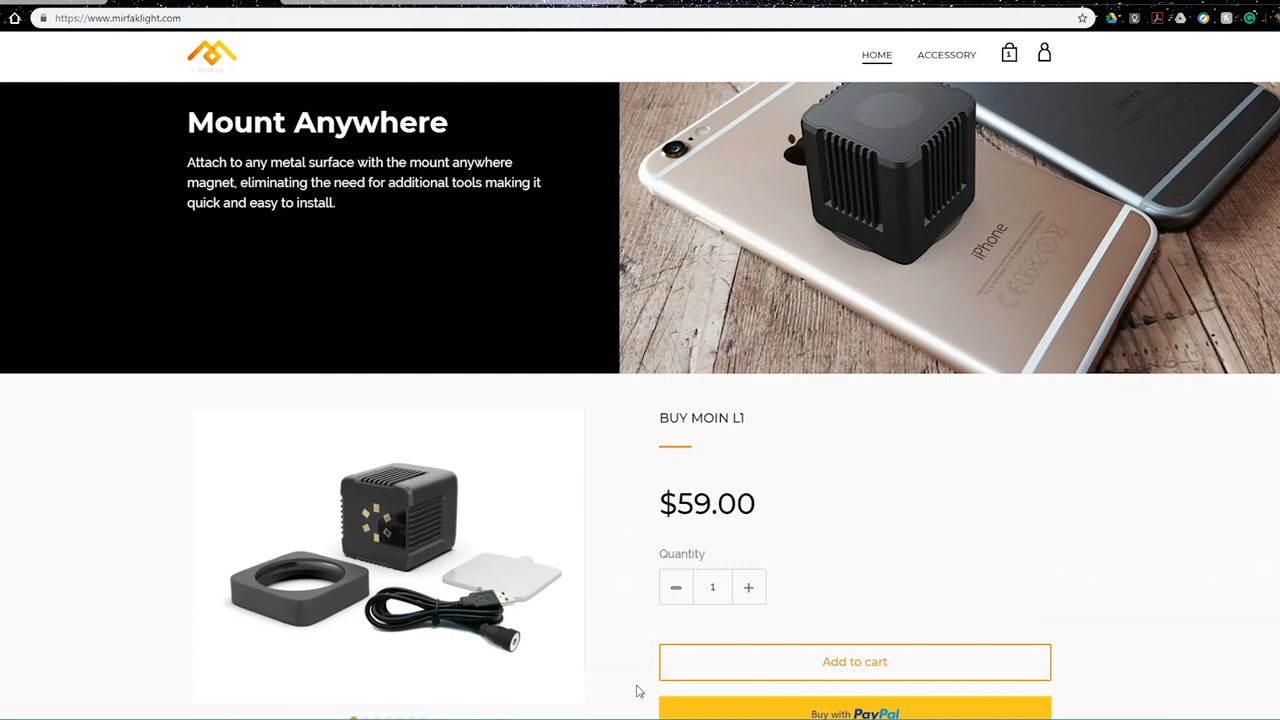 https://www.mirfaklight.com
HOME
ACCESSORY
1
Mount Anywhere
Attach to any metal surface with the mount anywhere
magnet, eliminating the need for additional tools making it
quick and easy to install.
iPhone
BUY MOIN L1
$59.00
Quantity
1
Add to cart
Buy with PayPal